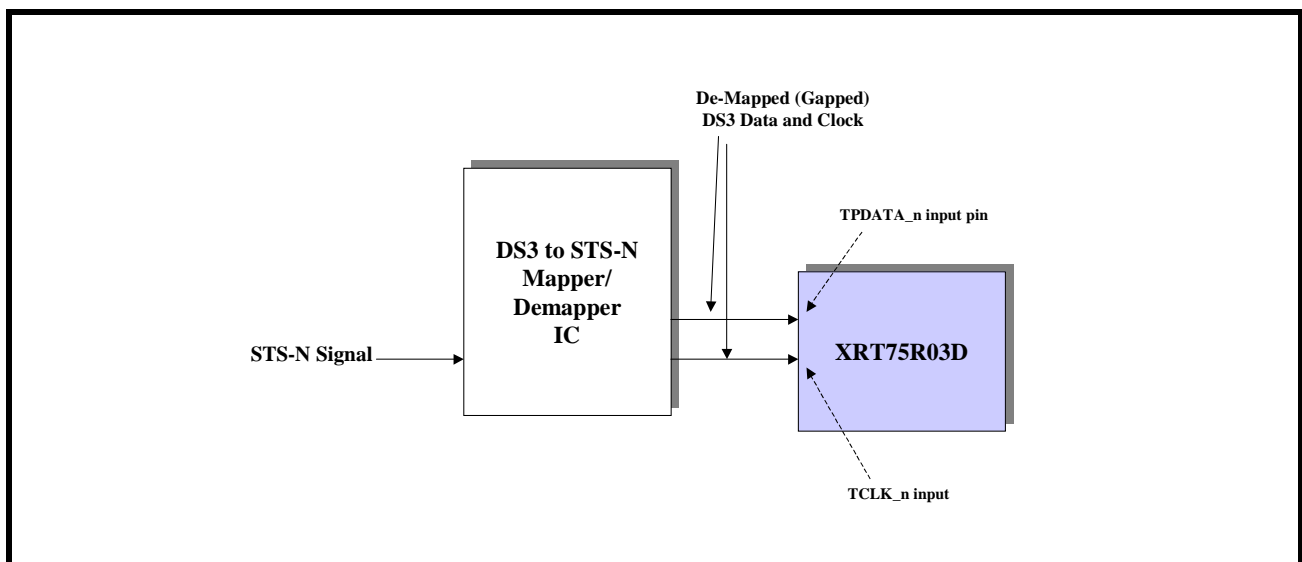 De-Mapped (Gapped)
DS3 Data and Clock
TPDATA_n input pin
DS3 to STS-N
Mapper/
Demapper
IC
STS-N Signal
XRT75R03D
TCLK_n input